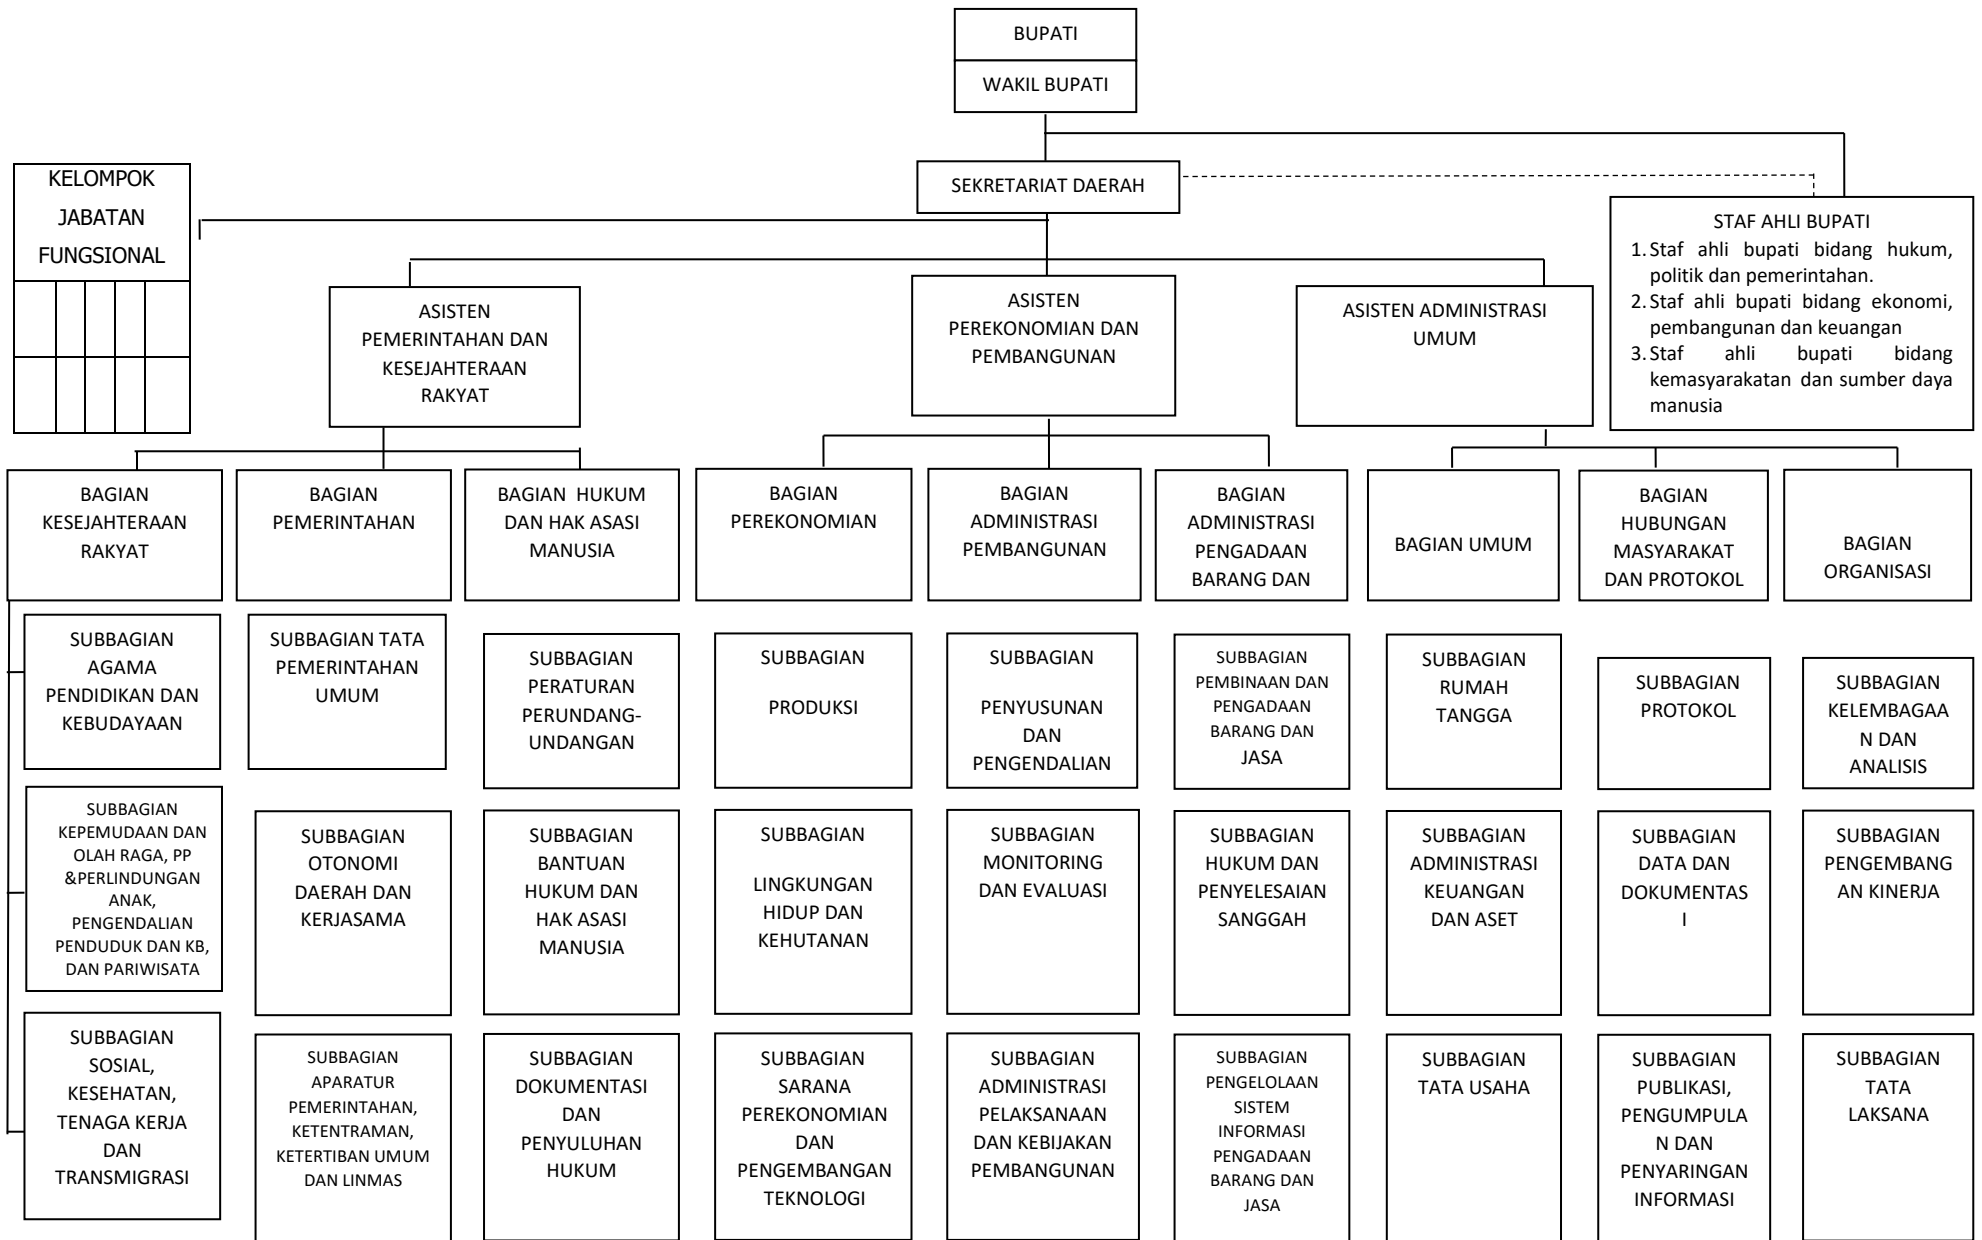 BUPATI
WAKIL BUPATI
SEKRETARIAT DAERAH
KELOMPOK
JABATAN
FUNGSIONAL
STAF AHLI BUPATI
1. Staf ahli bupati bidang hukum,
politik dan pemerintahan.
2. Staf ahli bupati bidang ekonomi,
pembangunan dan keuangan
3. Staf ahli bupati bidang
kemasyarakatan dan sumber daya
manusia
ASISTEN
PEMERINTAHAN DAN
KESEJAHTERAAN
RAKYAT
ASISTEN
PEREKONOMIAN DAN
PEMBANGUNAN
ASISTEN ADMINISTRASI
UMUM
BAGIAN
KESEJAHTERAAN
RAKYAT
BAGIAN
PEMERINTAHAN
BAGIAN HUKUM
DAN HAK ASASI
MANUSIA
BAGIAN
PEREKONOMIAN
BAGIAN
ADMINISTRASI
PEMBANGUNAN
BAGIAN
ADMINISTRASI
PENGADAAN
BARANG DAN
BAGIAN UMUM
BAGIAN
HUBUNGAN
MASYARAKAT
DAN PROTOKOL
BAGIAN
ORGANISASI
SUBBAGIAN
AGAMA
PENDIDIKAN DAN
KEBUDAYAAN
SUBBAGIAN TATA
PEMERINTAHAN
UMUM
SUBBAGIAN
PERATURAN
PERUNDANG-
UNDANGAN
SUBBAGIAN
PRODUKSI
SUBBAGIAN
PENYUSUNAN
DAN
PENGENDALIAN
SUBBAGIAN
PEMBINAAN DAN
PENGADAAN
BARANG DAN
JASA
SUBBAGIAN
RUMAH
TANGGA
SUBBAGIAN
PROTOKOL
SUBBAGIAN
KELEMBAGAA
N DAN
ANALISIS
SUBBAGIAN
KEPEMUDAAN DAN
OLAH RAGA, PP
&PERLINDUNGAN
ANAK,
PENGENDALIAN
PENDUDUK DAN KB,
DAN PARIWISATA
SUBBAGIAN
OTONOMI
DAERAH DAN
KERJASAMA
SUBBAGIAN
BANTUAN
HUKUM DAN
HAK ASASI
MANUSIA
SUBBAGIAN
LINGKUNGAN
HIDUP DAN
KEHUTANAN
SUBBAGIAN
MONITORING
DAN EVALUASI
SUBBAGIAN
HUKUM DAN
PENYELESAIAN
SANGGAH
SUBBAGIAN
ADMINISTRASI
KEUANGAN
DAN ASET
SUBBAGIAN
DATA DAN
DOKUMENTAS
I
SUBBAGIAN
PENGEMBANG
AN KINERJA
SUBBAGIAN
SOSIAL,
KESEHATAN,
TENAGA KERJA
DAN
TRANSMIGRASI
SUBBAGIAN
APARATUR
PEMERINTAHAN,
KETENTRAMAN,
KETERTIBAN UMUM
DAN LINMAS
SUBBAGIAN
DOKUMENTASI
DAN
PENYULUHAN
HUKUM
SUBBAGIAN
SARANA
PEREKONOMIAN
DAN
PENGEMBANGAN
TEKNOLOGI
SUBBAGIAN
ADMINISTRASI
PELAKSANAAN
DAN KEBIJAKAN
PEMBANGUNAN
SUBBAGIAN
PENGELOLAAN
SISTEM
INFORMASI
PENGADAAN
BARANG DAN
JASA
SUBBAGIAN
TATA USAHA
SUBBAGIAN
PUBLIKASI,
PENGUMPULA
N DAN
PENYARINGAN
INFORMASI
SUBBAGIAN
TATA
LAKSANA